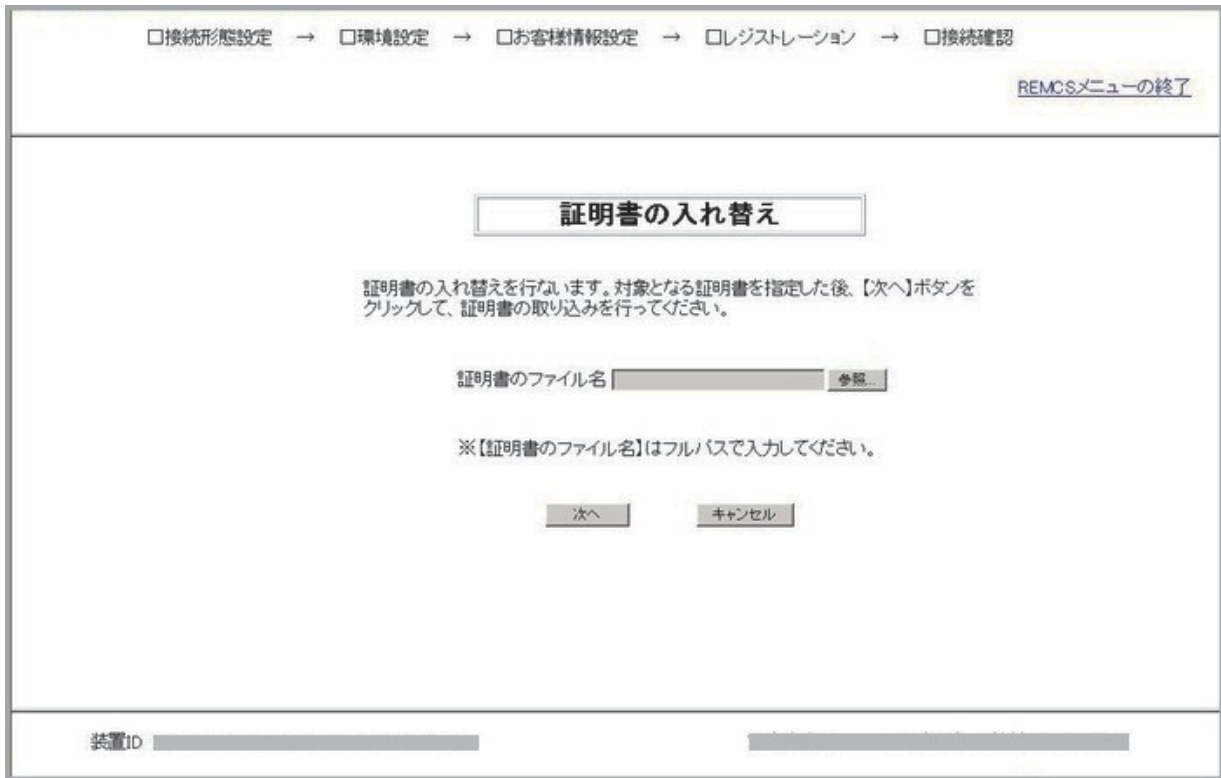 □接続形態設定 → □環境設定 → □お客様情報設定 → □レジストレーション → □接続確認
REMCSメニューの終了
証明書の入れ替え
証明書の入れ替えを行ないます。対象となる証明書を指定した後、【次へ】ボタンを
クリックして、証明書の取り込みを行ってください。
証明書のファイル名 参照...
※【証明書のファイル名】はフルパスで入力してください。
次へ キャンセル
装置ID